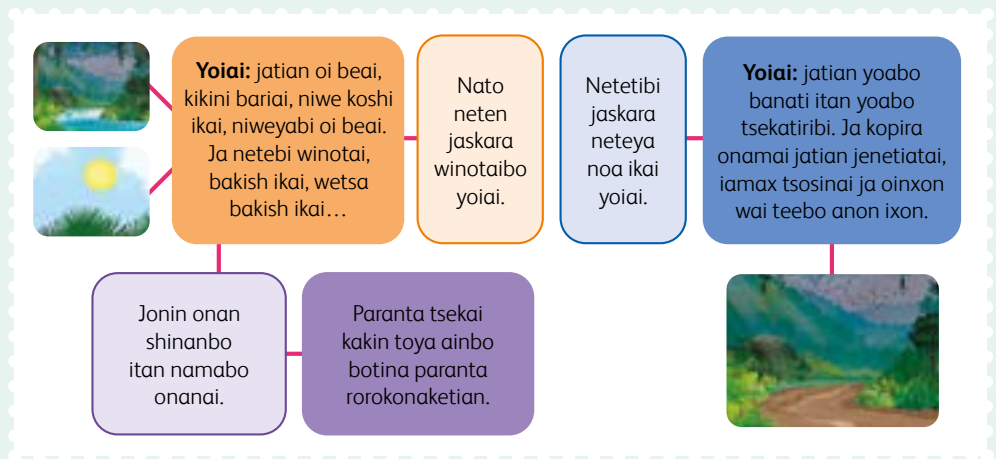 Yoiai: jatian oi beai,
kikini bariai, niwe koshi
ikai, niweyabi oi beai.
Ja netebi winotai,
bakish ikai, wetsa
bakish ikai…
Nato
neten
jaskara
winotaibo
yoiai.
Netetibi
jaskara
neteya
noa ikai
yoiai.
Yoiai: jatian yoabo
banati itan yoabo
tsekatiribi. Ja kopira
onamai jatian jenetiatai,
iamax tsosinai ja oinxon
wai teebo anon ixon.
Jonin onan
shinanbo
itan namabo
onanai.
Paranta tsekai
kakin toya ainbo
botina paranta
rorokonaketian.